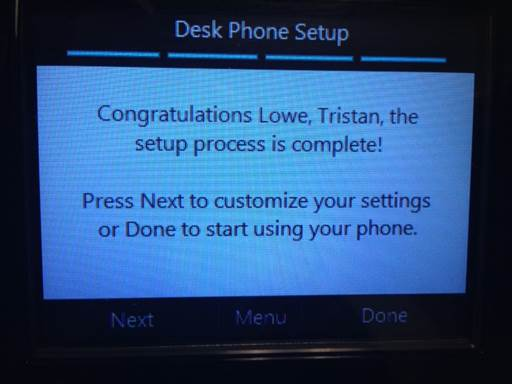 Desk Phone Setup
Congratulations Lowe, Tristan, the
setup process is complete!
Press Next to customize your settings
or Done to start using your phone.
Next Menu Done